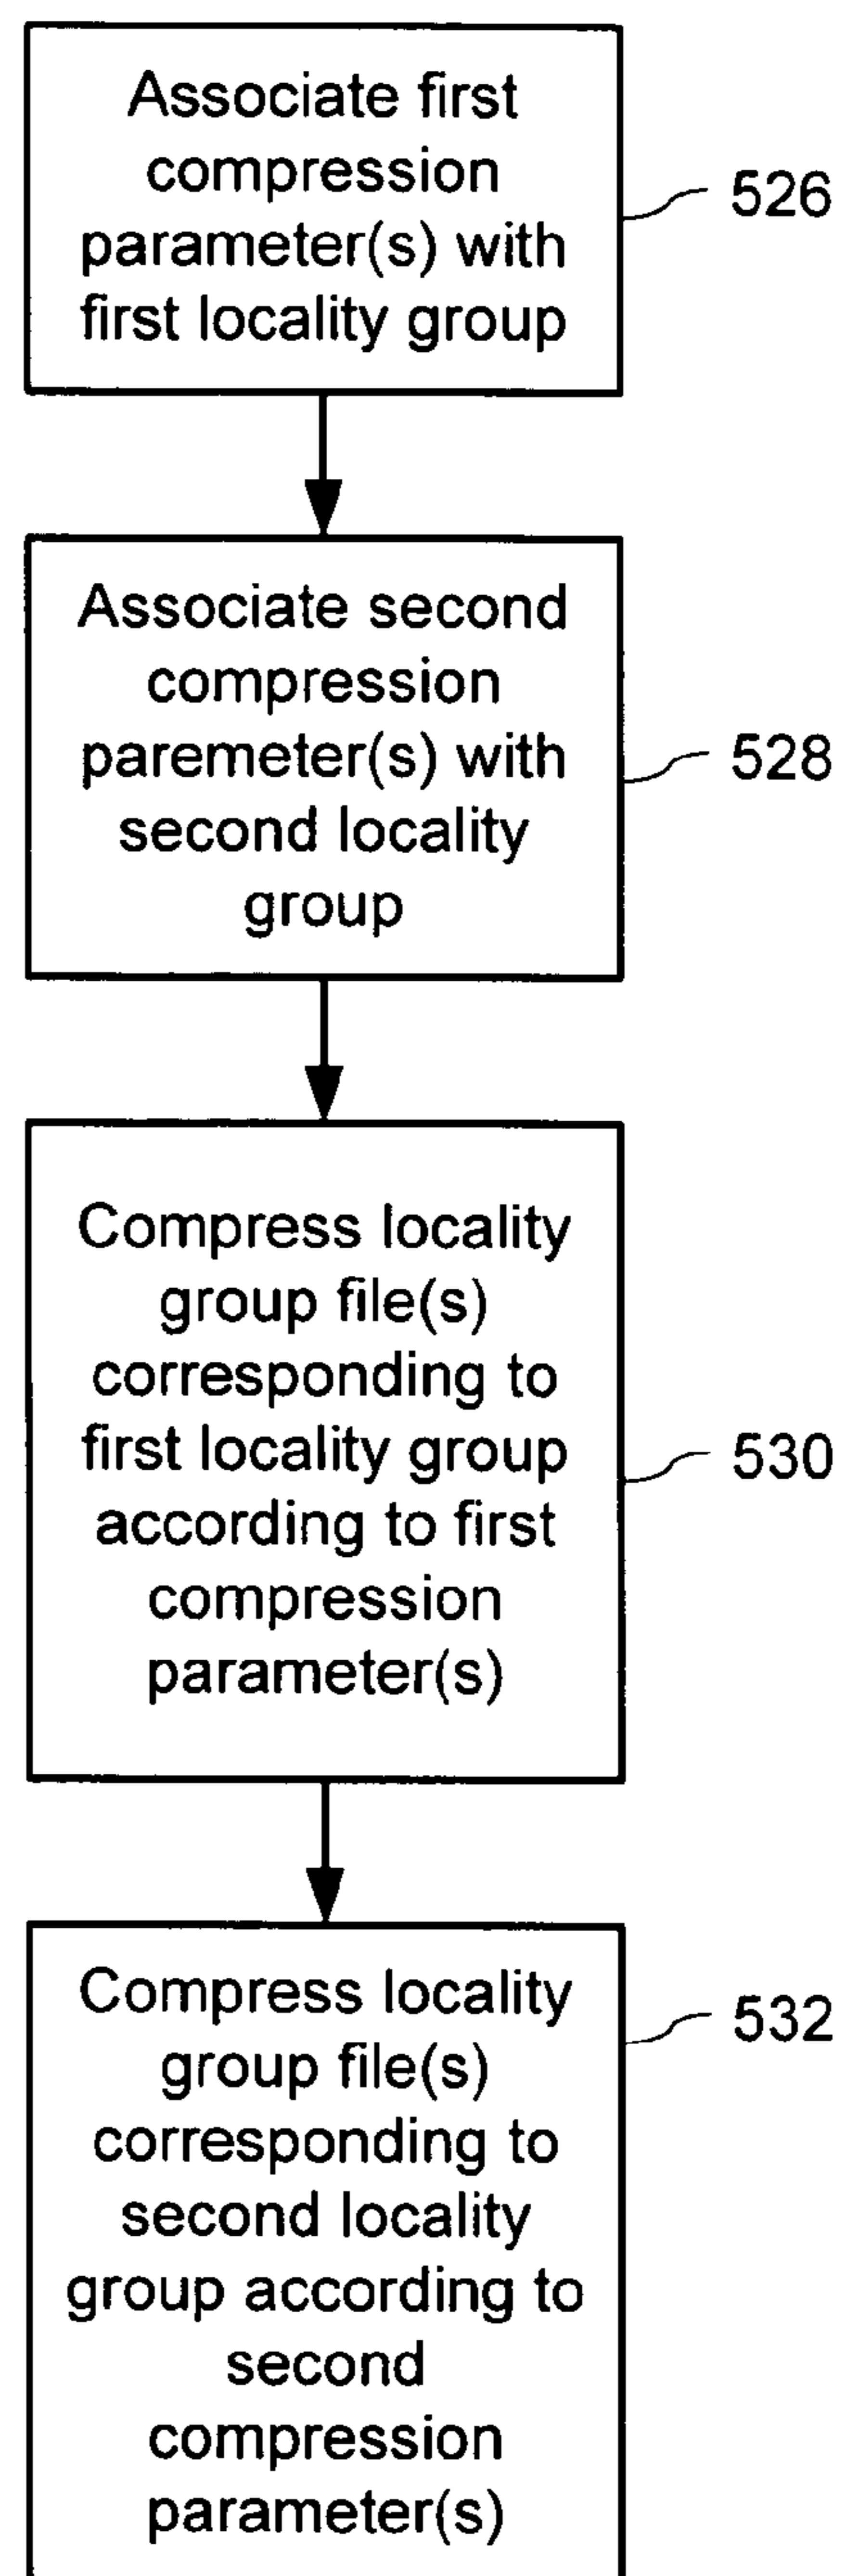 Associate first
compression
parameter(s) with
first locality group
526
Associate second
compression
paremeter(s) with
second locality
group
528
Compress locality
group file(s)
corresponding to
first locality group
according to first
compression
parameter(s)
530
Compress locality
group file(s)
corresponding to
second locality
group according to
second
compression
parameter(s)
532